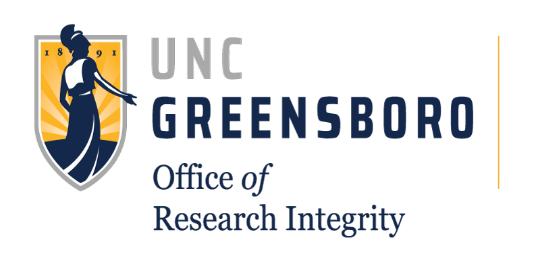 1891
UNC
GREENSBORO
Office of
Research Integrity